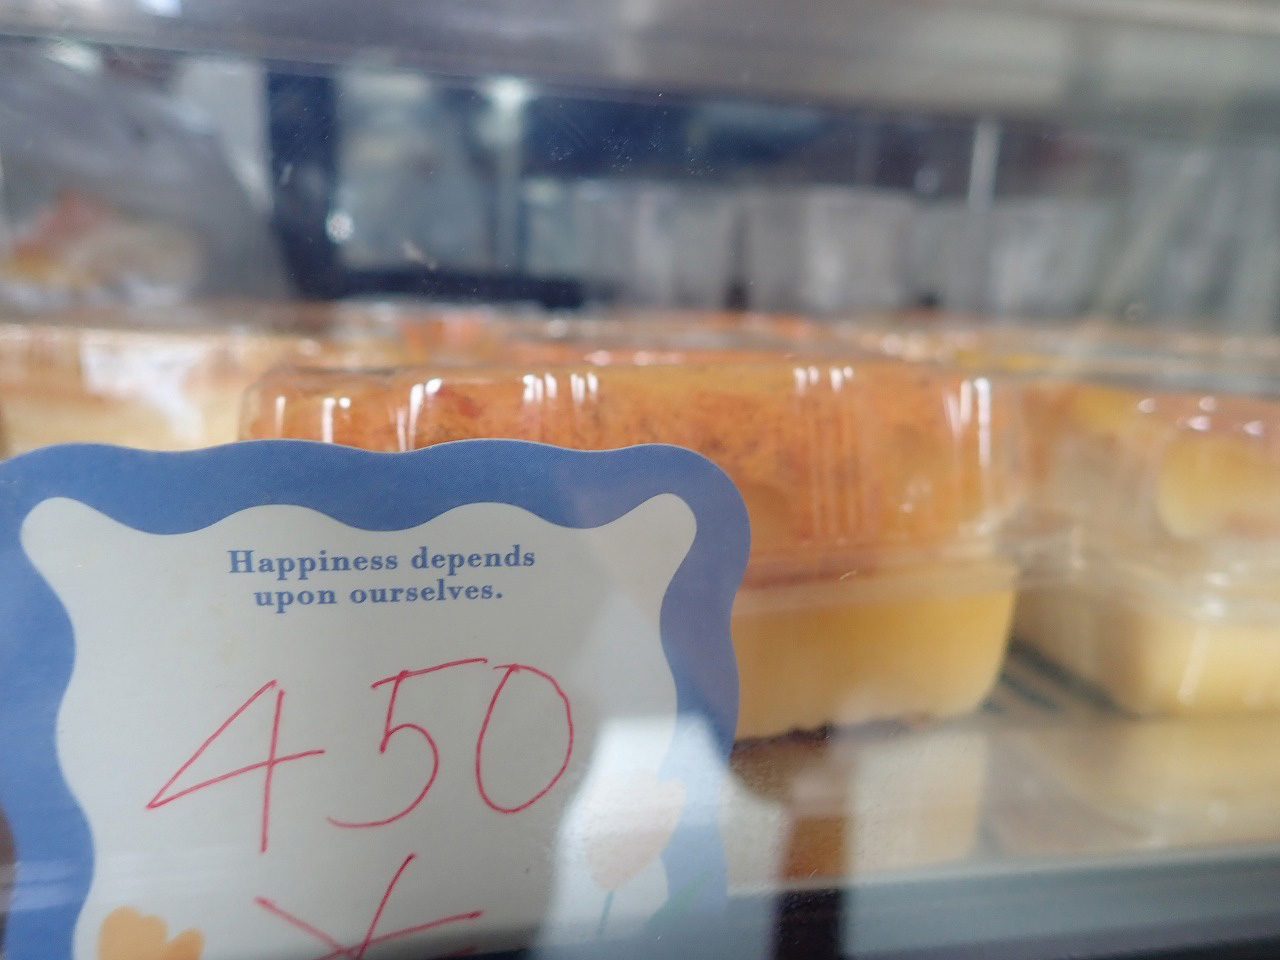 Happiness depends
upon ourselves.
450